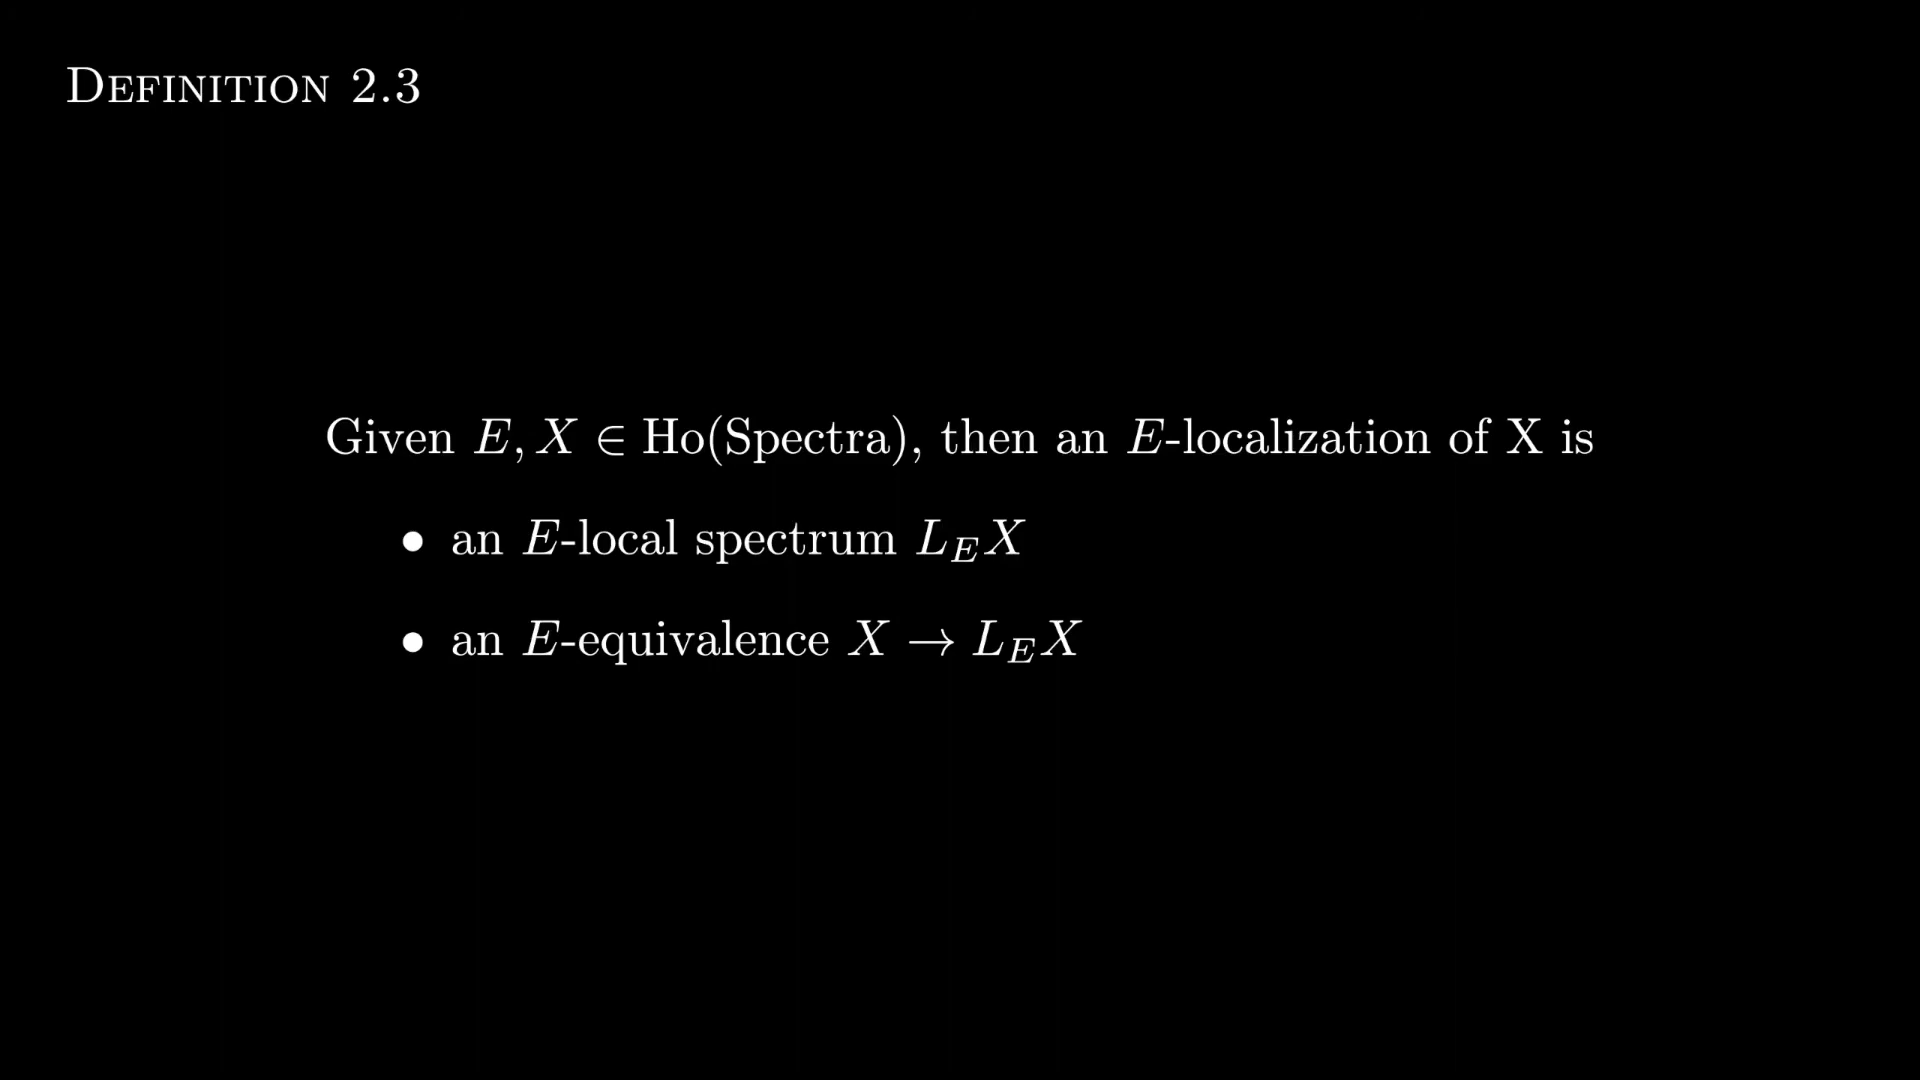 Definition 2.3
Given E, X ∈ Ho(Spectra), then an E-localization of X is
• an E-local spectrum L_E X
• an E-equivalence X → L_E X